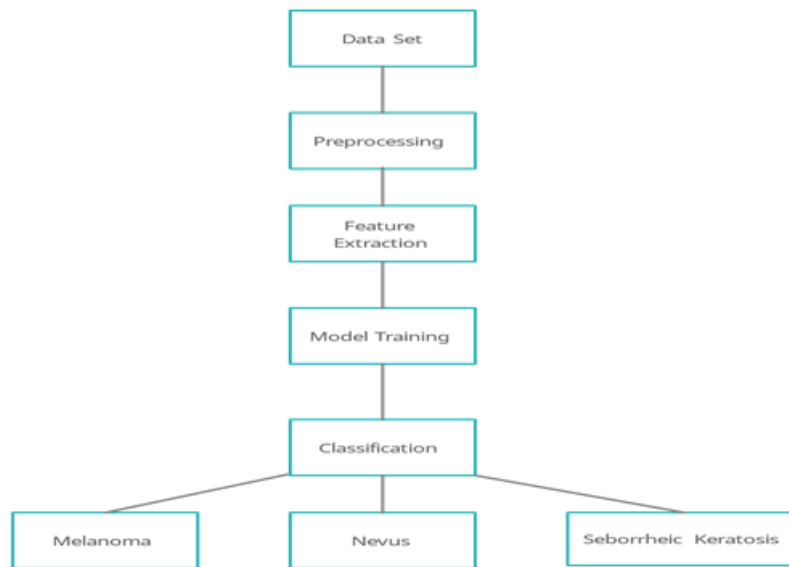 Data Set
Preprocessing
Feature
Extraction
Model Training
Classification
Melanoma
Nevus
Seborrheic Keratosis